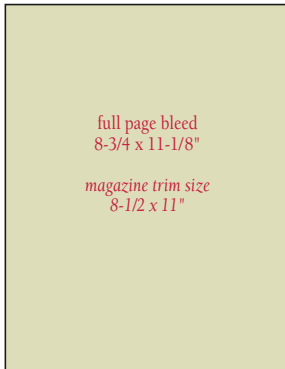 full page bleed
8-3/4 x 11-1/8"
magazine trim size
8-1/2 x 11"